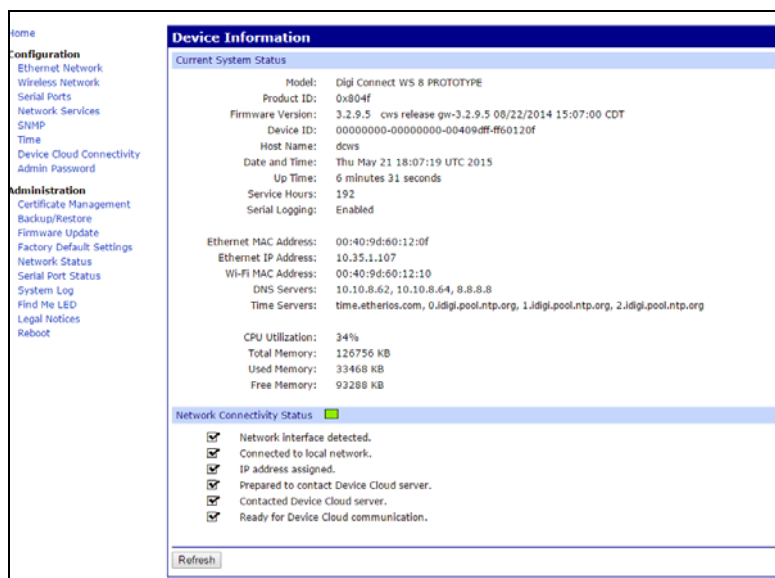 Home
Configuration
Ethernet Network
Wireless Network
Serial Ports
Network Services
SNMP
Time
Device Cloud Connectivity
Admin Password
Administration
Certificate Management
Backup/Restore
Firmware Update
Factory Default Settings
Network Status
Serial Port Status
System Log
Find Me LED
Legal Notices
Reboot
Device Information
Current System Status
Model: Digi Connect WS 8 PROTOTYPE
Product ID: 0x804f
Firmware Version: 3.2.9.5 cws release gw-3.2.9.5 08/22/2014 15:07:00 CDT
Device ID: 00000000-00000000-00409dff-ff60120f
Host Name: dcws
Date and Time: Thu May 21 18:07:19 UTC 2015
Up Time: 6 minutes 31 seconds
Service Hours: 192
Serial Logging: Enabled
Ethernet MAC Address: 00:40:9d:60:12:0f
Ethernet IP Address: 10.35.1.107
Wi-Fi MAC Address: 00:40:9d:60:12:10
DNS Servers: 10.10.8.62, 10.10.8.64, 8.8.8.8
Time Servers: time.etherios.com, 0.idigi.pool.ntp.org, 1.idigi.pool.ntp.org, 2.idigi.pool.ntp.org
CPU Utilization: 34%
Total Memory: 126756 KB
Used Memory: 33468 KB
Free Memory: 93288 KB
Network Connectivity Status
Network interface detected.
Connected to local network.
IP address assigned.
Prepared to contact Device Cloud server.
Contacted Device Cloud server.
Ready for Device Cloud communication.
Refresh